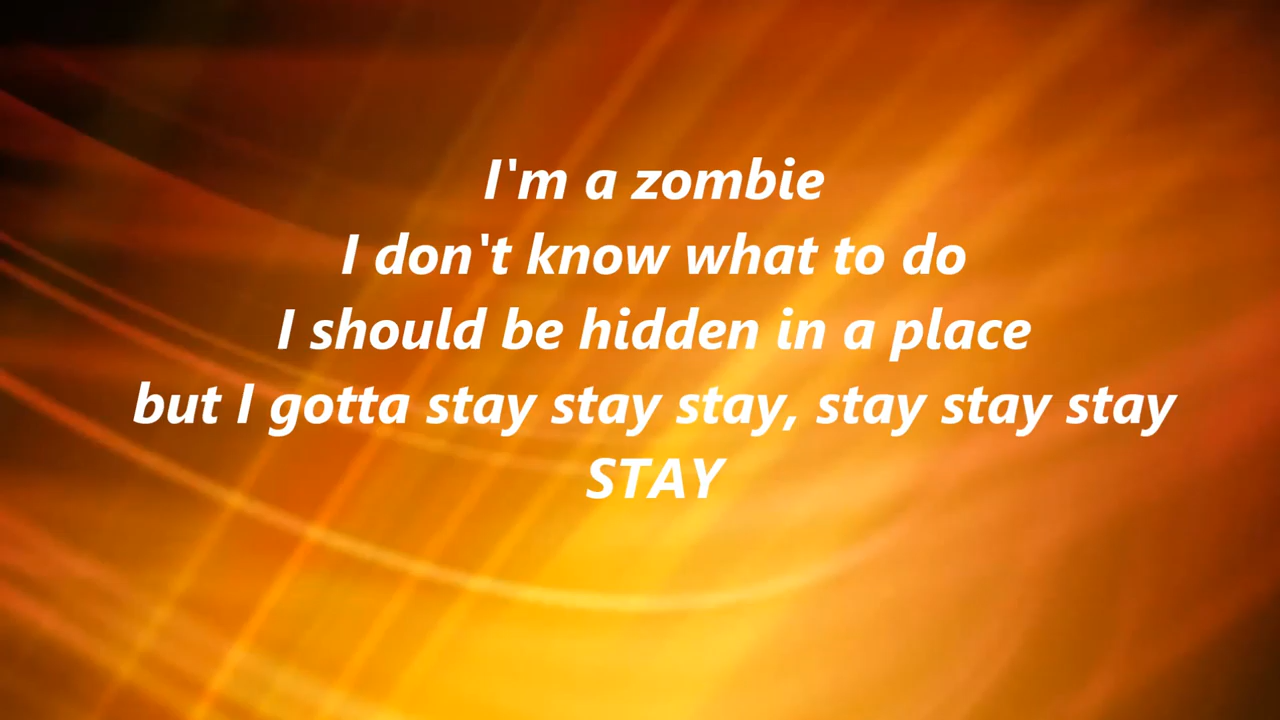 I'm a zombie
I don't know what to do
I should be hidden in a place
but I gotta stay stay stay, stay stay stay
STAY